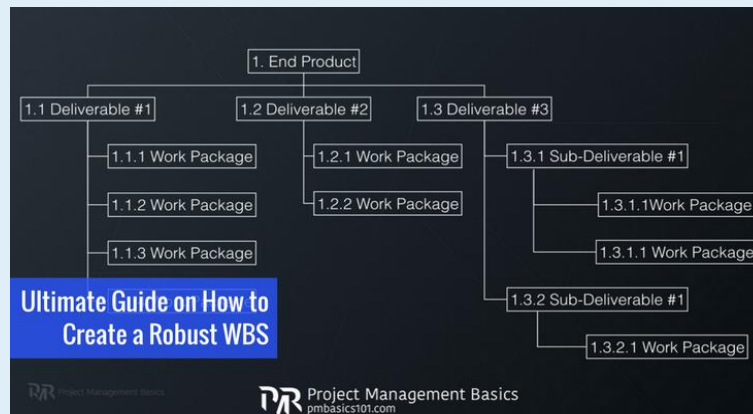 1. End Product
1.1 Deliverable #1
1.2 Deliverable #2
1.3 Deliverable #3
1.1.1 Work Package
1.2.1 Work Package
1.3.1 Sub-Deliverable #1
1.1.2 Work Package
1.2.2 Work Package
1.3.1.1Work Package
1.1.3 Work Package
1.3.1.1 Work Package
Ultimate Guide on How to
Create a Robust WBS
1.3.2 Sub-Deliverable #1
1.3.2.1 Work Package
Project Management Basics
Project Management Basics
pmbasics101.com